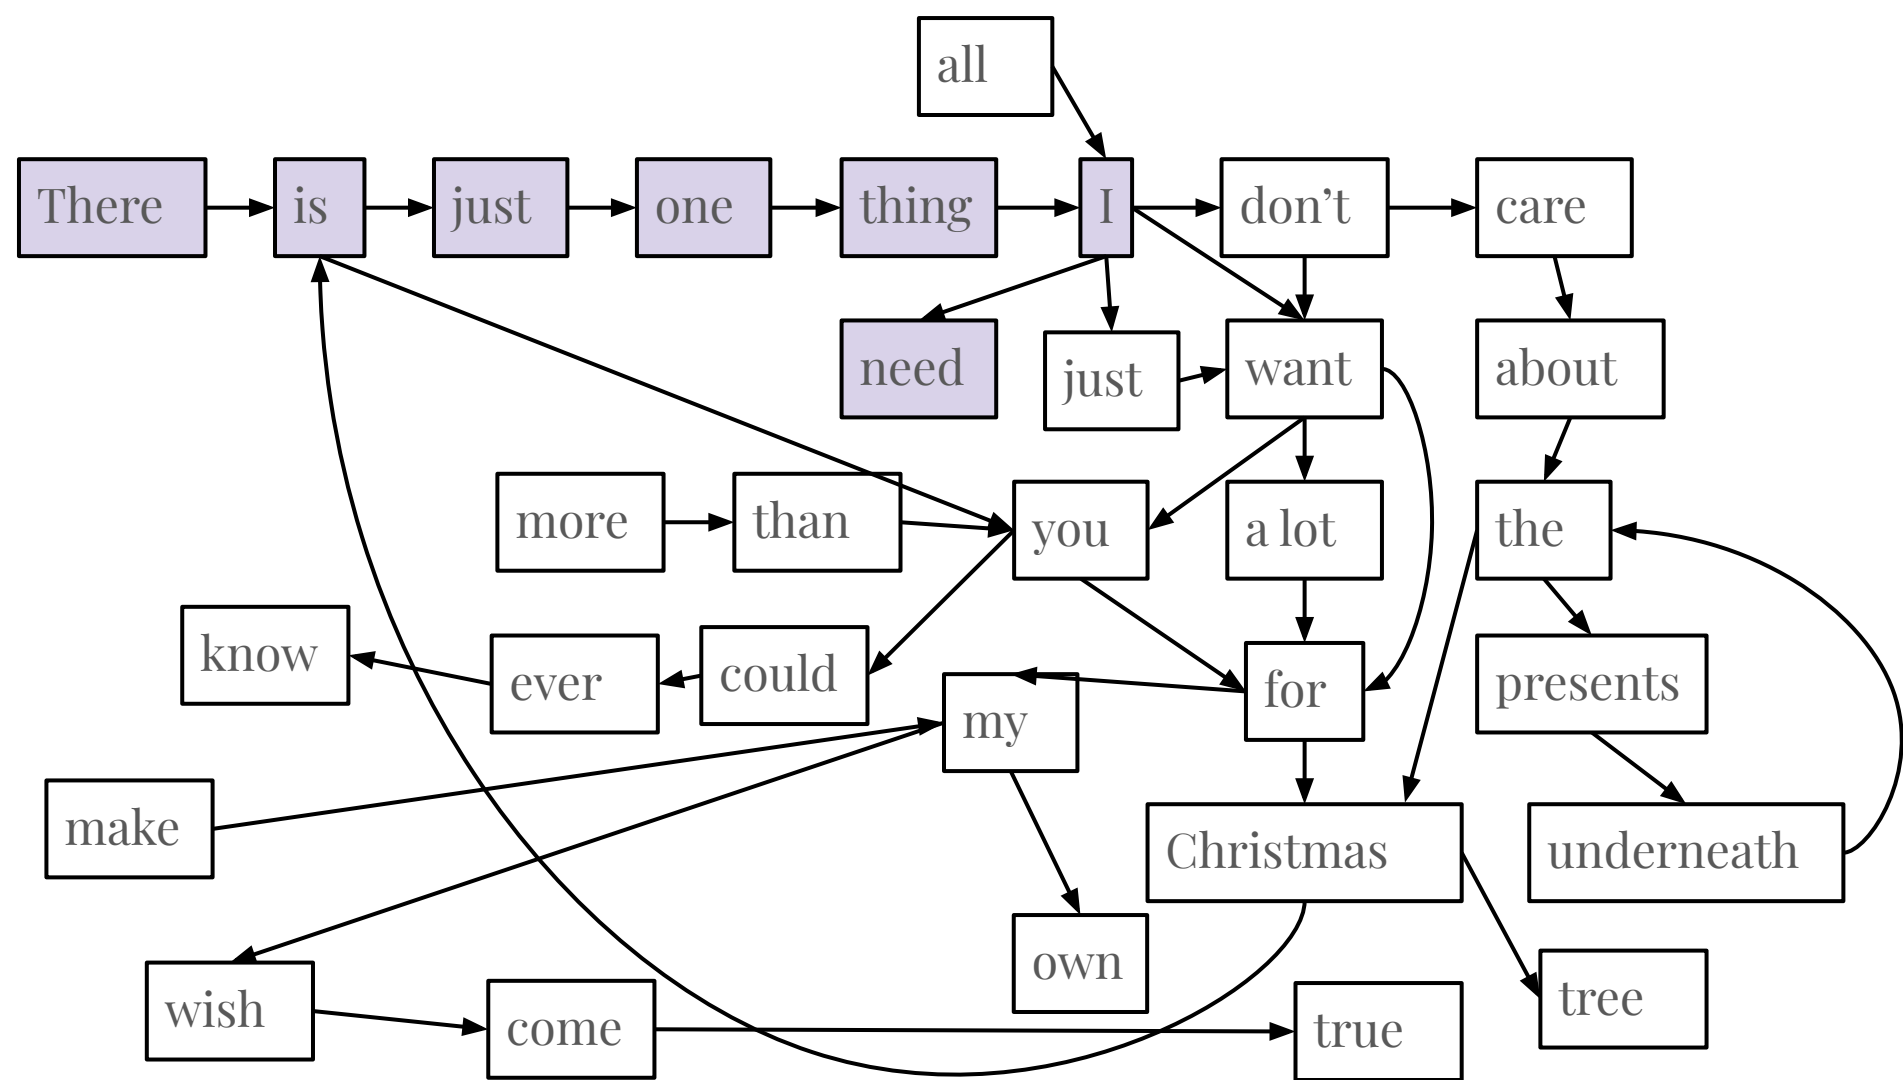 all
There is just one thing I don't care
need just want about
more than you a lot the
know ever could my for presents
make Christmas underneath
own
wish come true tree